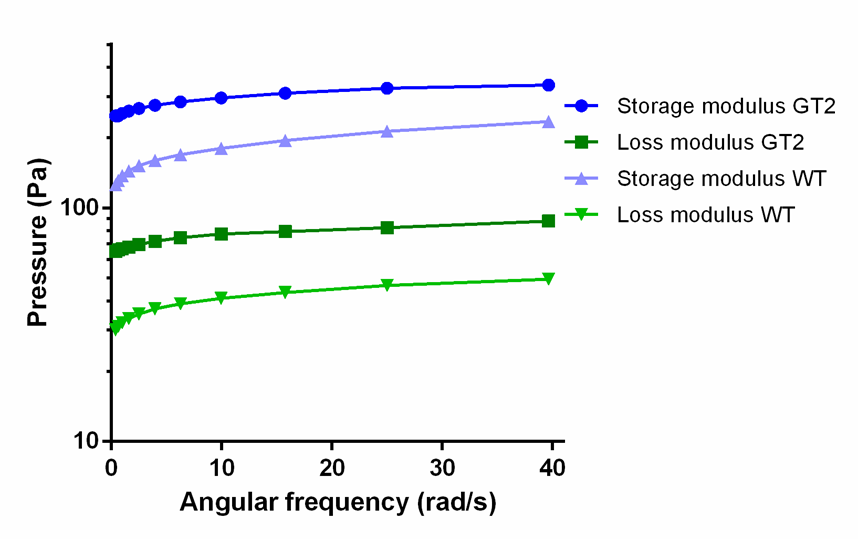 Storage modulus GT2
Loss modulus GT2
Storage modulus WT
Loss modulus WT
Pressure (Pa)
100
10
0 10 20 30 40
Angular frequency (rad/s)